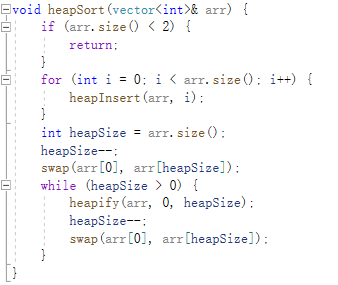 void heapSort(vector<int>& arr) {
    if (arr.size() < 2) {
        return;
    }
    for (int i = 0; i < arr.size(); i++) {
        heapInsert(arr, i);
    }
    int heapSize = arr.size();
    heapSize--;
    swap(arr[0], arr[heapSize]);
    while (heapSize > 0) {
        heapify(arr, 0, heapSize);
        heapSize--;
        swap(arr[0], arr[heapSize]);
    }
}